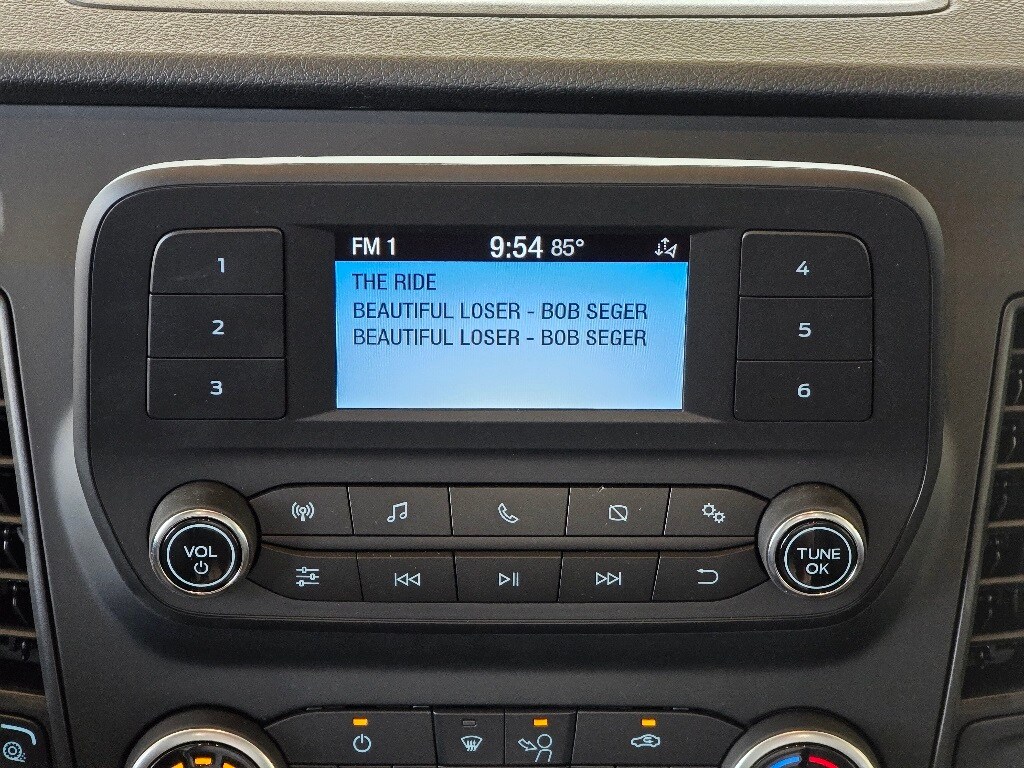 FM 1 9:54 85°
THE RIDE
BEAUTIFUL LOSER - BOB SEGER
BEAUTIFUL LOSER - BOB SEGER
1
2
3
4
5
6
VOL
TUNE
OK